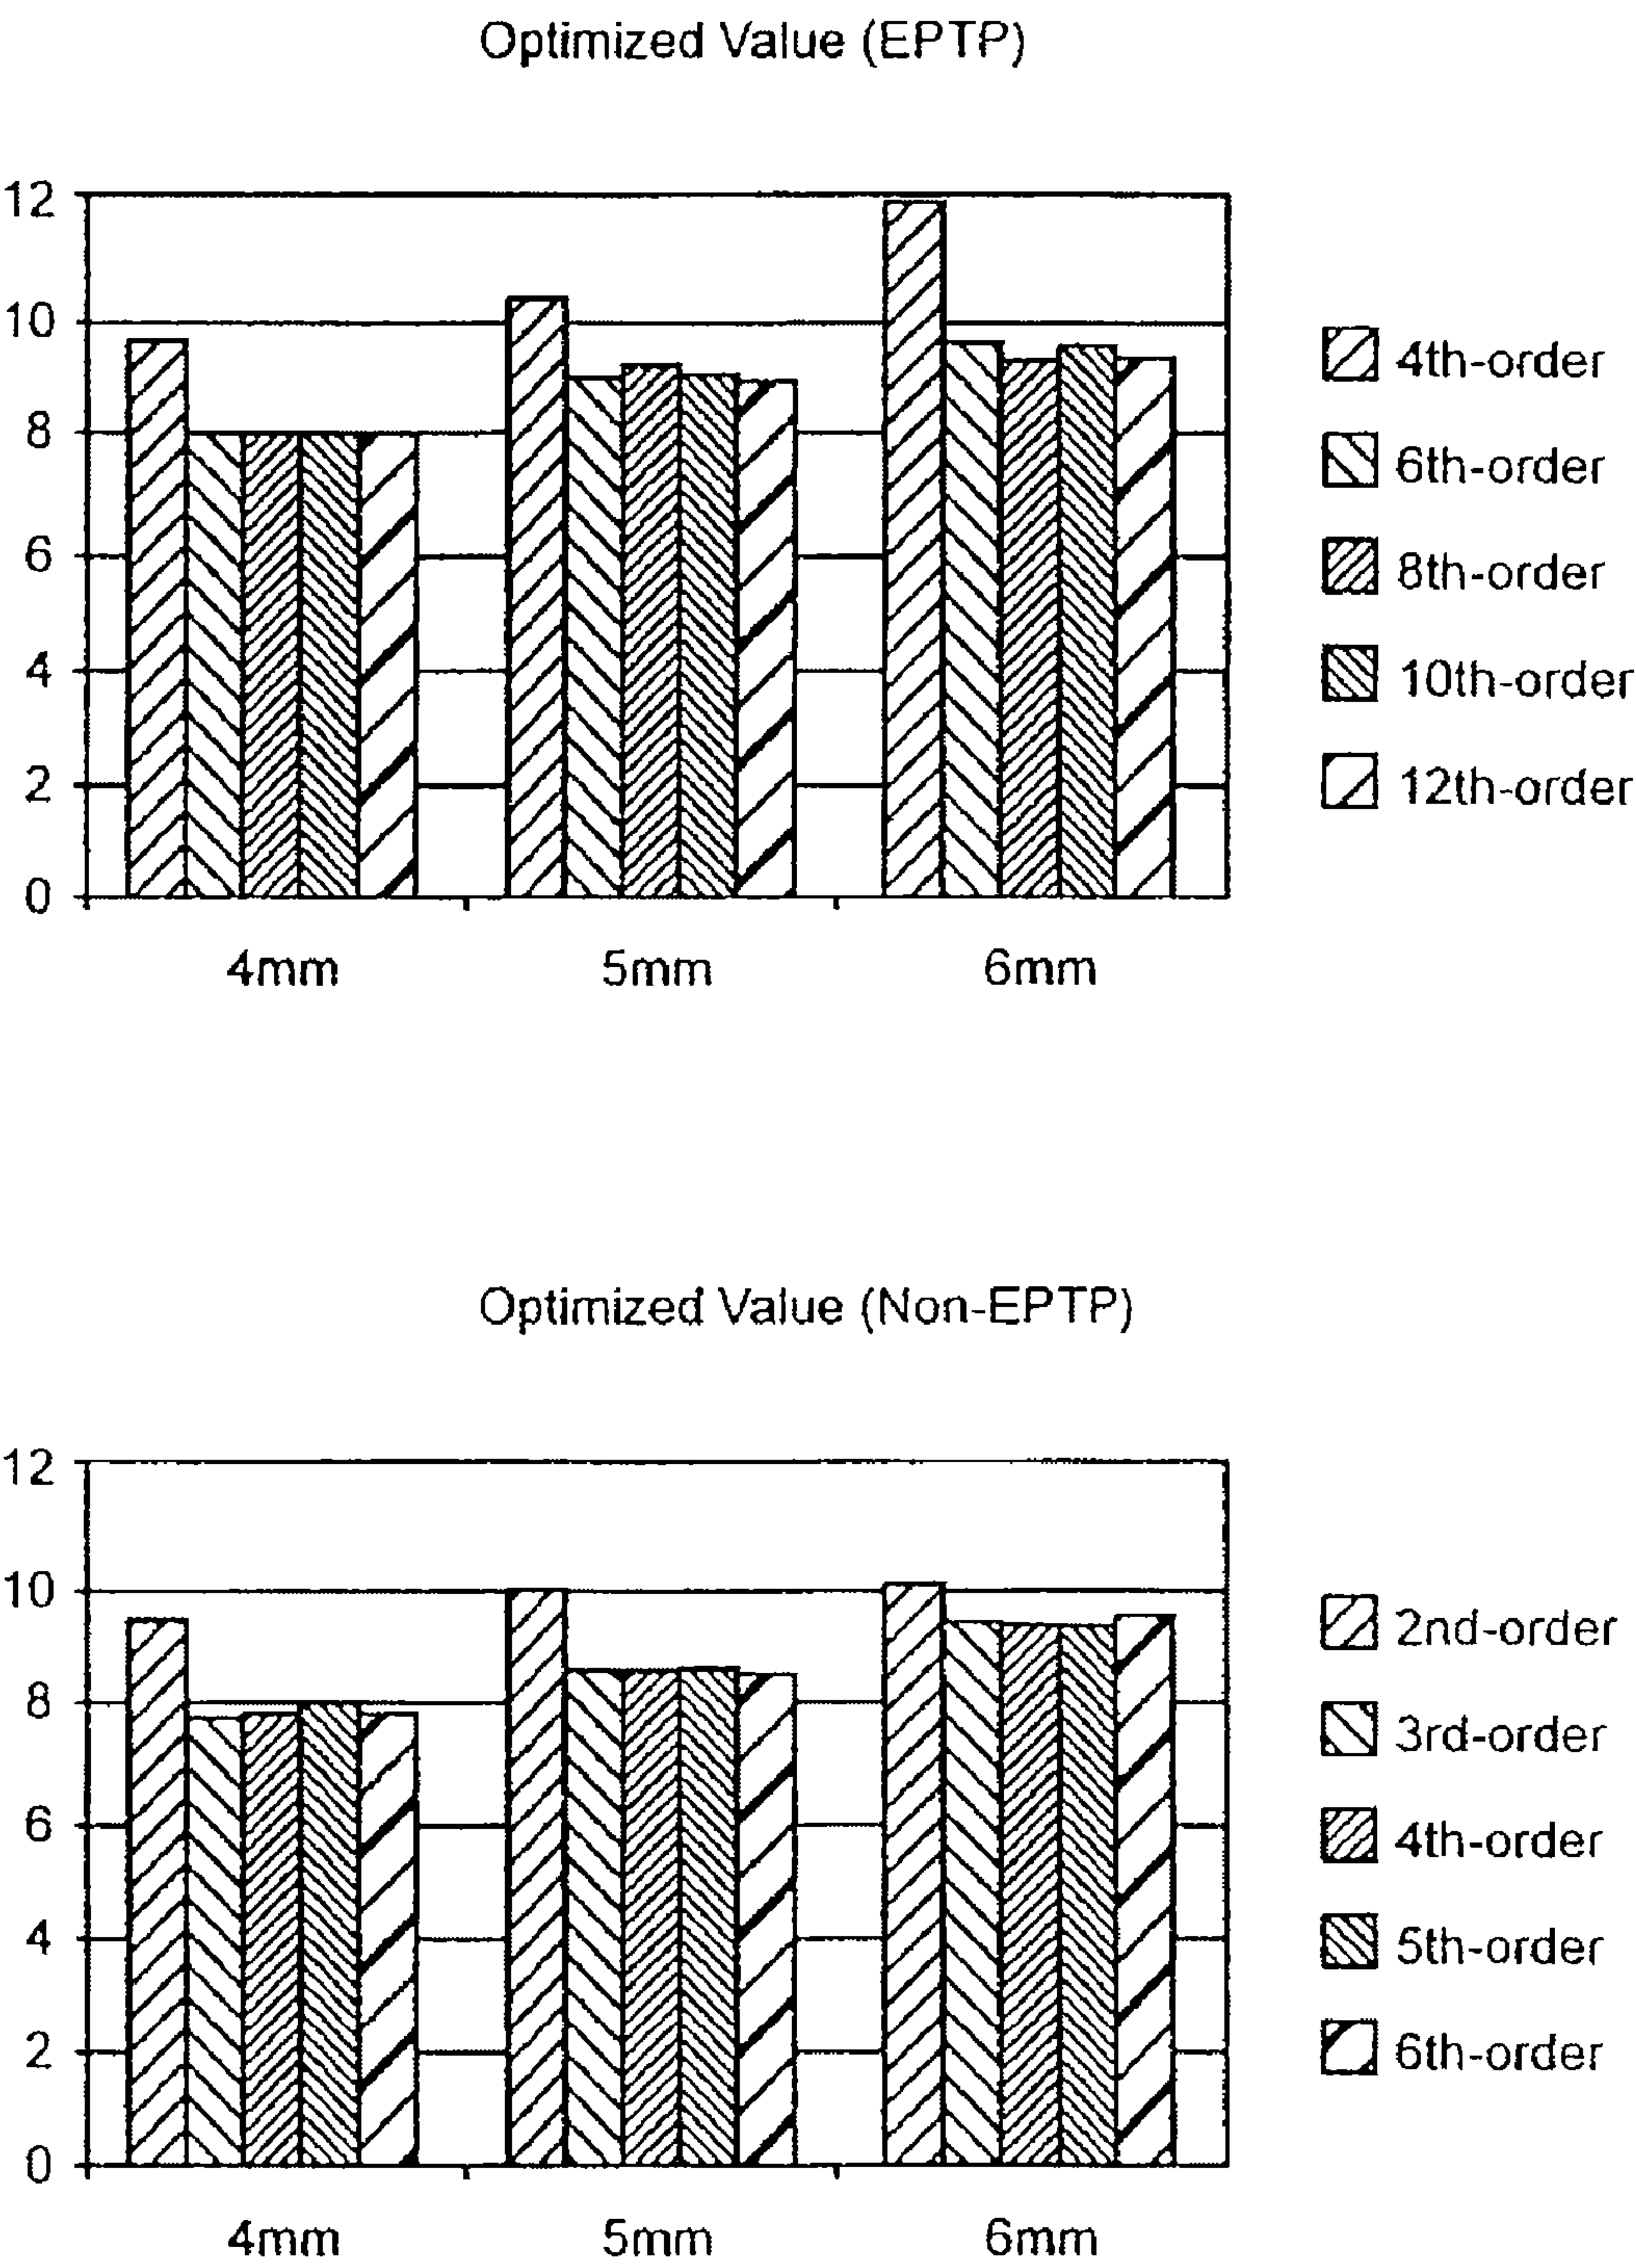 Optimized Value (EPTP)
12
10
8
6
4
2
0
4mm 5mm 6mm
4th-order
6th-order
8th-order
10th-order
12th-order
Optimized Value (Non-EPTP)
12
10
8
6
4
2
0
4mm 5mm 6mm
2nd-order
3rd-order
4th-order
5th-order
6th-order